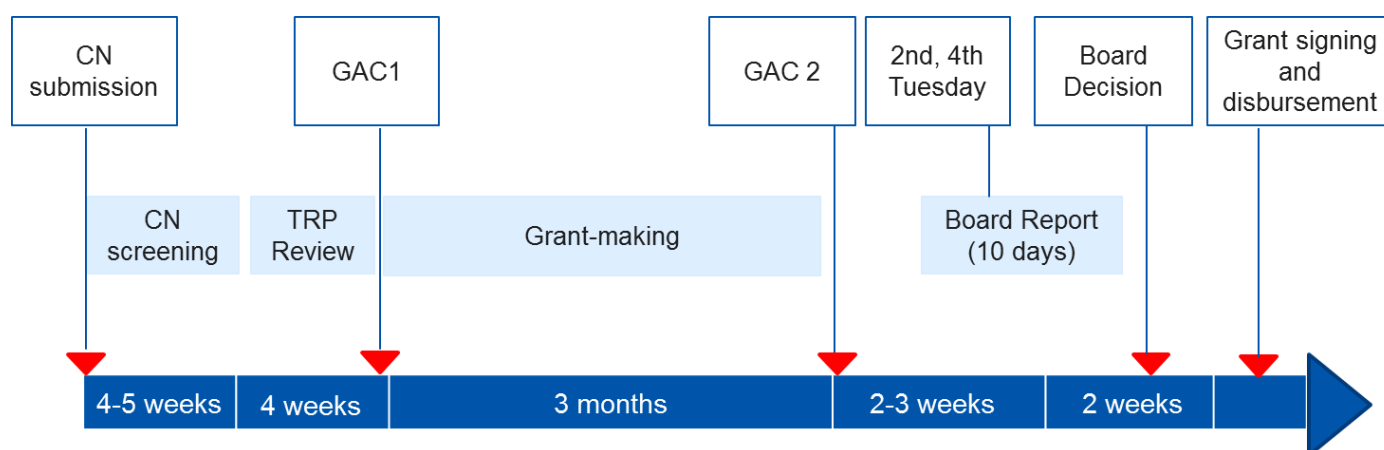 CN
submission
GAC1
GAC 2
2nd, 4th
Tuesday
Board
Decision
Grant signing
and
disbursement
CN
screening
TRP
Review
Grant-making
Board Report
(10 days)
4-5 weeks
4 weeks
3 months
2-3 weeks
2 weeks